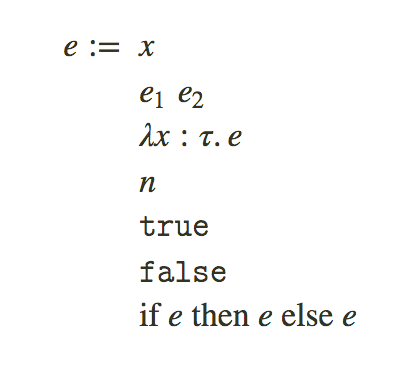 e := x
e₁ e₂
λx : τ. e
n
true
false
if e then e else e